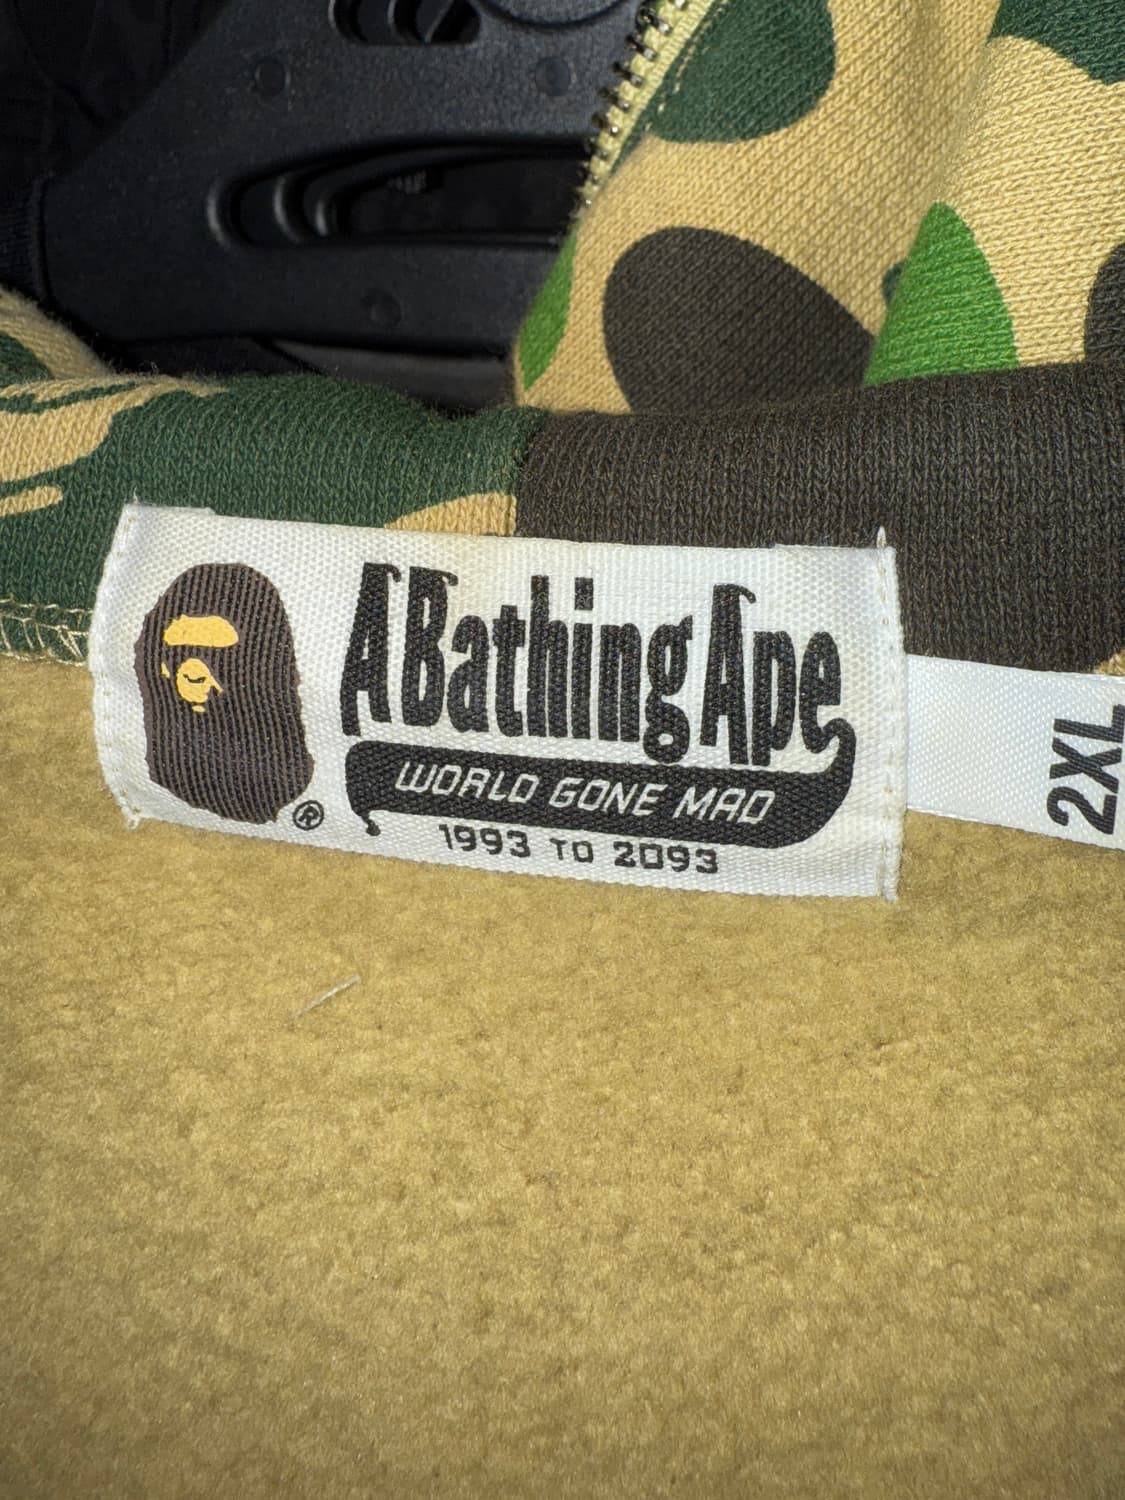 A Bathing Ape
®
WORLD GONE MAD
1993 TO 2093
2XL